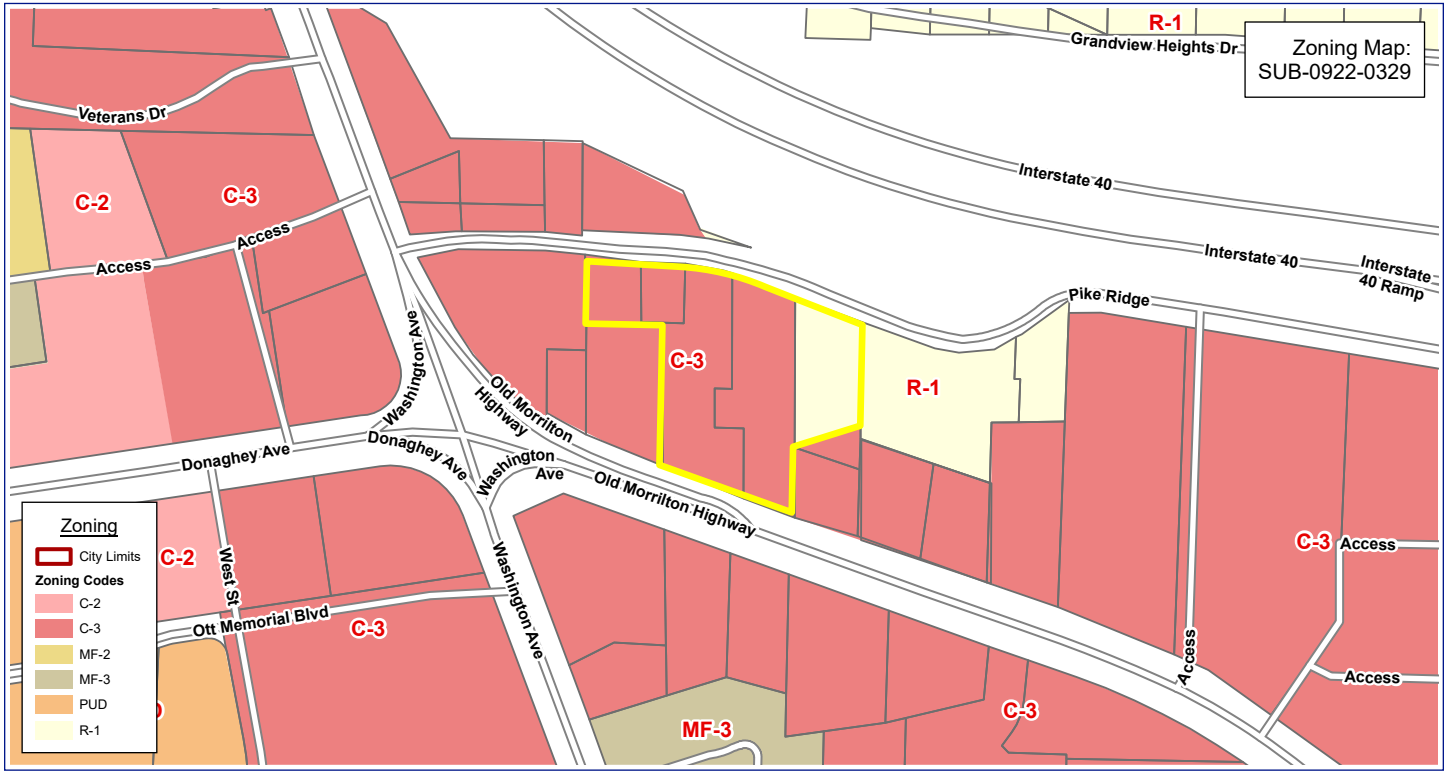 R-1
Grandview Heights Dr
Zoning Map:
SUB-0922-0329
Veterans Dr
Interstate 40
C-2
C-3
Access
Access
Interstate 40
Interstate
40 Ramp
Pike Ridge
Washington Ave
C-3
R-1
Old Morrilton
Highway
Donaghey Ave
Donaghey Ave
Washington
Ave
Old Morrilton Highway
Zoning
City Limits
Zoning Codes
C-2
C-3
MF-2
MF-3
PUD
R-1
C-2
West St
Ott Memorial Blvd
C-3
Washington Ave
C-3
Access
Access
Access
MF-3
C-3